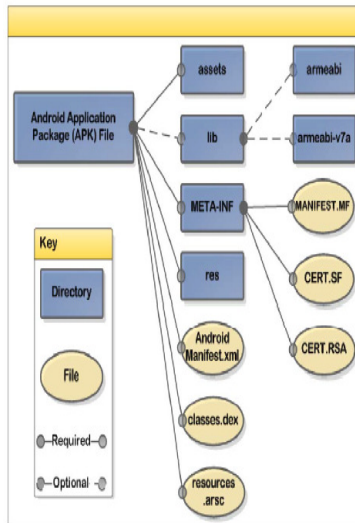 Android Application
Package (APK) File
assets
lib
META-INF
res
Android
Manifest.xml
classes.dex
resources
.arsc
armeabi
armeabi-v7a
MANIFEST.MF
CERT.SF
CERT.RSA
Key
Directory
File
Required
Optional